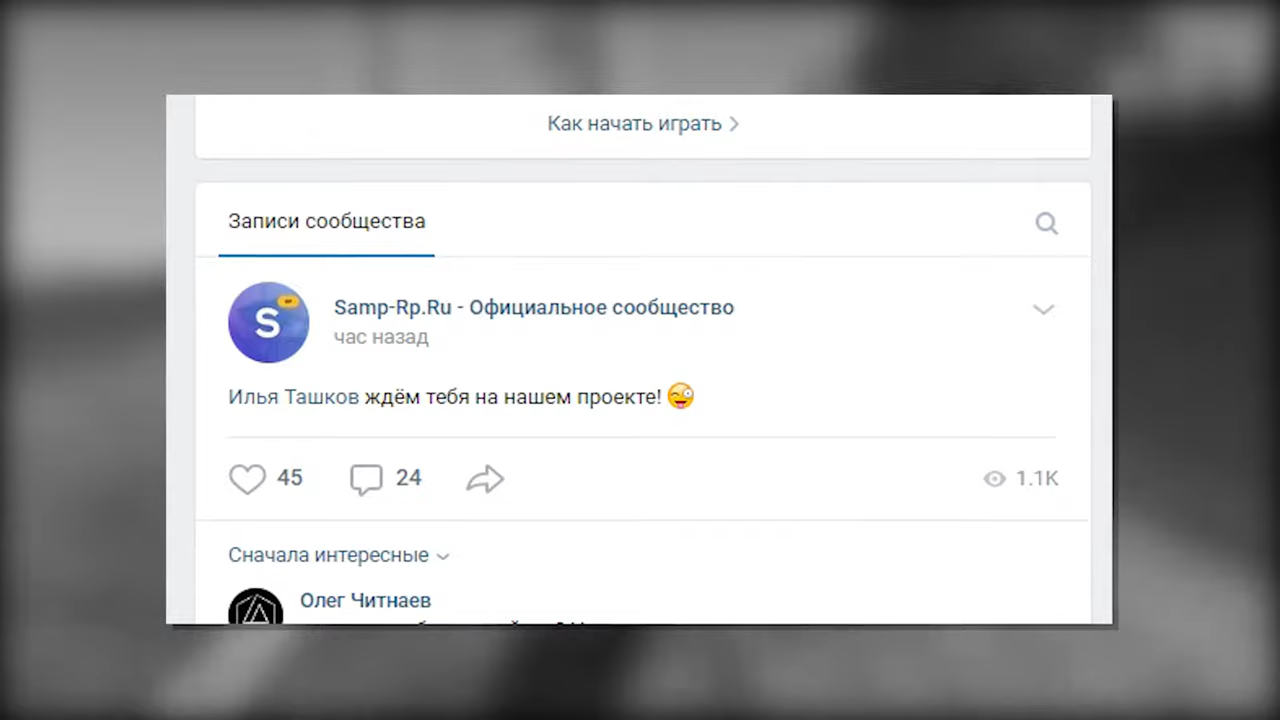 Как начать играть
Записи сообщества
S
Samp-Rp.Ru - Официальное сообщество
час назад
Илья Ташков ждём тебя на нашем проекте! 😜
45 24 1.1K
Сначала интересные
Олег Читнаев